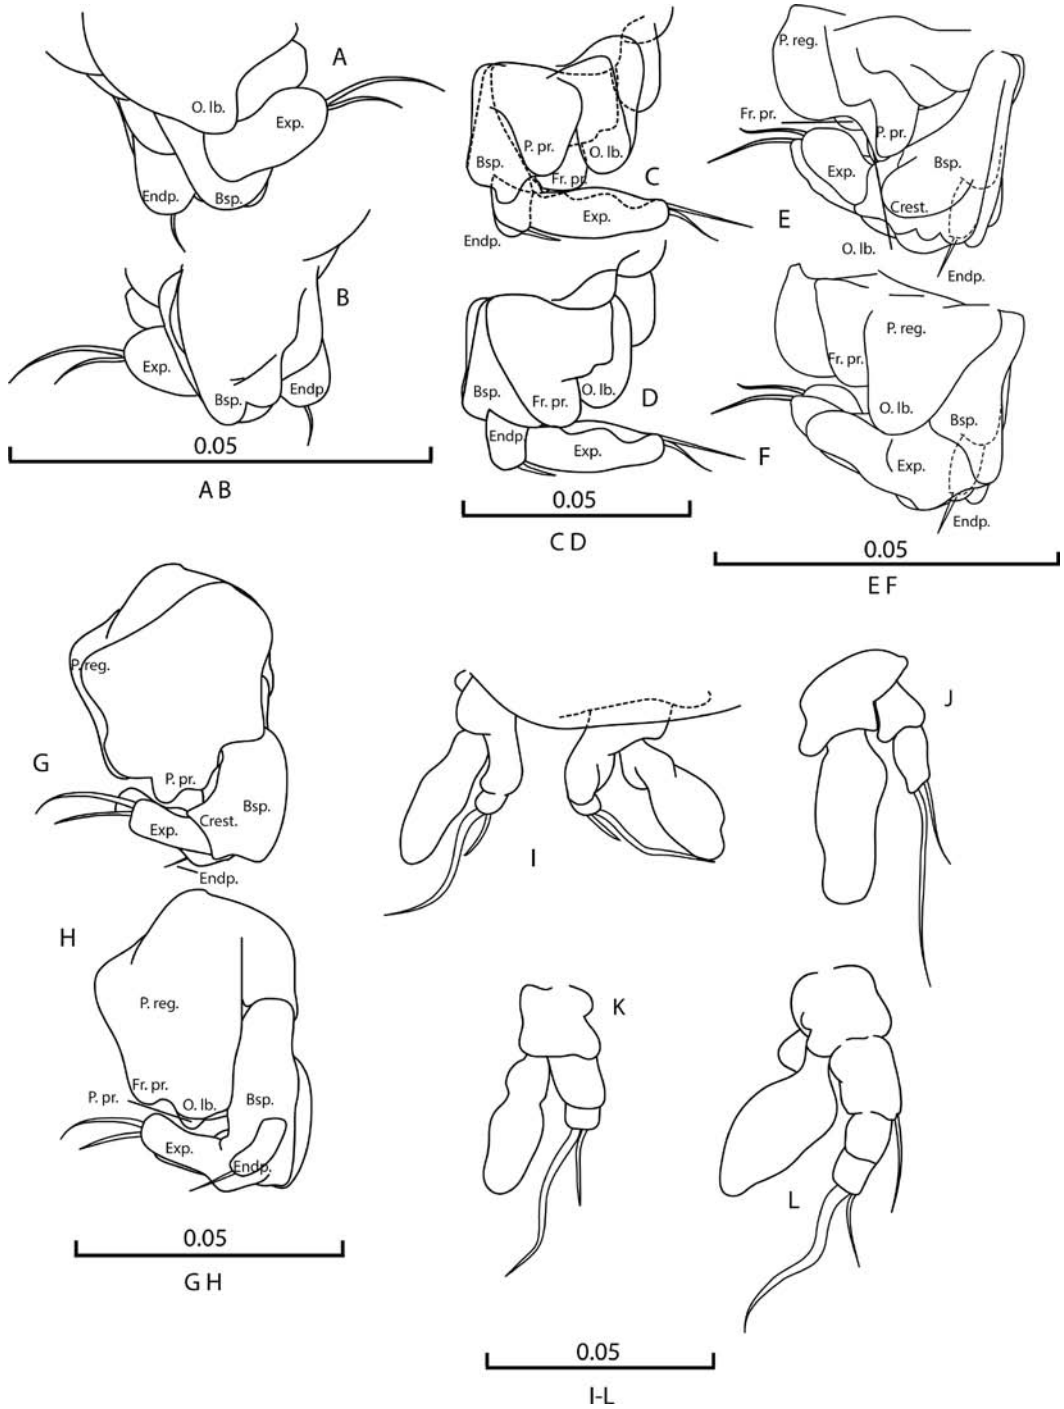 A
O. lb.
Exp.
Endp.
Bsp.
B
Exp.
Bsp.
Endp
0.05
A B
P. pr.
O. lb.
Bsp.
Fr. pr.
C
Exp.
Endp.
Bsp.
Fr. pr.
O. lb.
D
Endp.
Exp.
0.05
C D
P. reg.
Fr. pr.
P. pr.
Exp.
Bsp.
Crest.
E
O. lb.
Endp.
P. reg.
Fr. pr.
O. lb.
Bsp.
F
Exp.
Endp.
0.05
E F
P. reg.
G
P. pr.
Bsp.
Crest.
Exp.
Endp.
H
P. reg.
Fr. pr.
P. pr.
O. lb.
Bsp.
Exp.
Endp.
0.05
G H
I
J
K
L
0.05
I-L